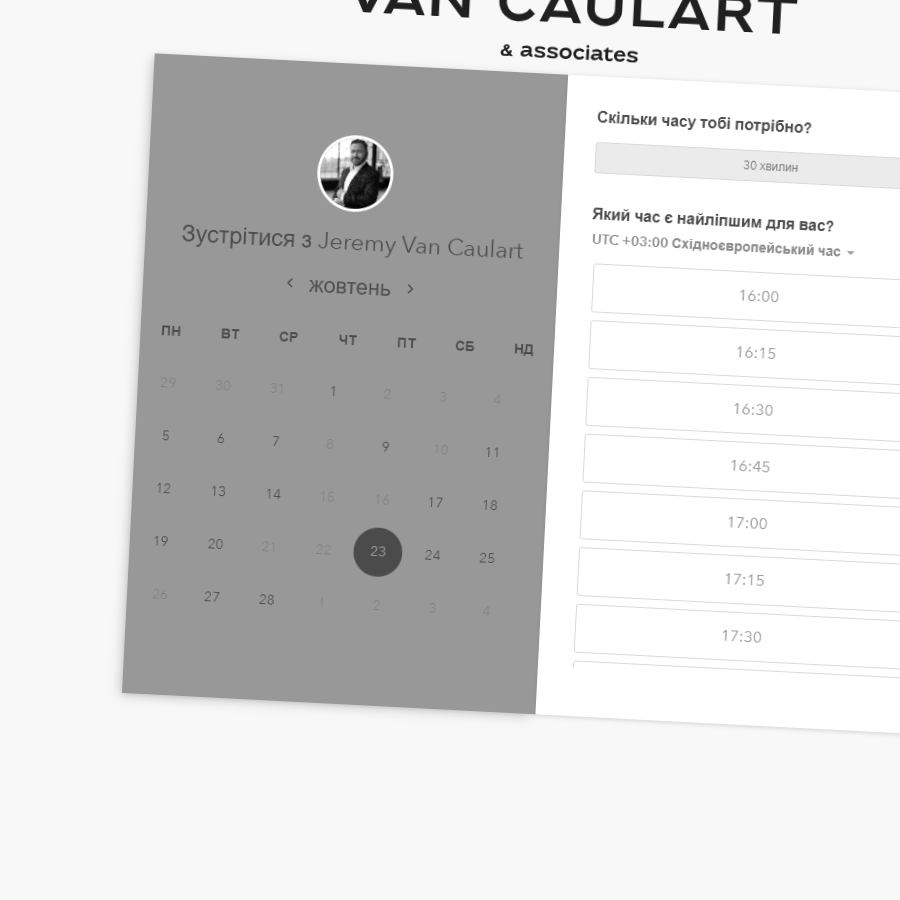 VAN CAULART
& associates
Зустрітися з Jeremy Van Caulart
жовтень
ПН ВТ СР ЧТ ПТ СБ НД
29 30 31 1 2 3 4
5 6 7 8 9 10 11
12 13 14 15 16 17 18
19 20 21 22 23 24 25
26 27 28 1 2 3 4
Скільки часу тобі потрібно?
30 хвилин
Який час є найліпшим для вас?
UTC +03:00 Східноєвропейський час
16:00
16:15
16:30
16:45
17:00
17:15
17:30